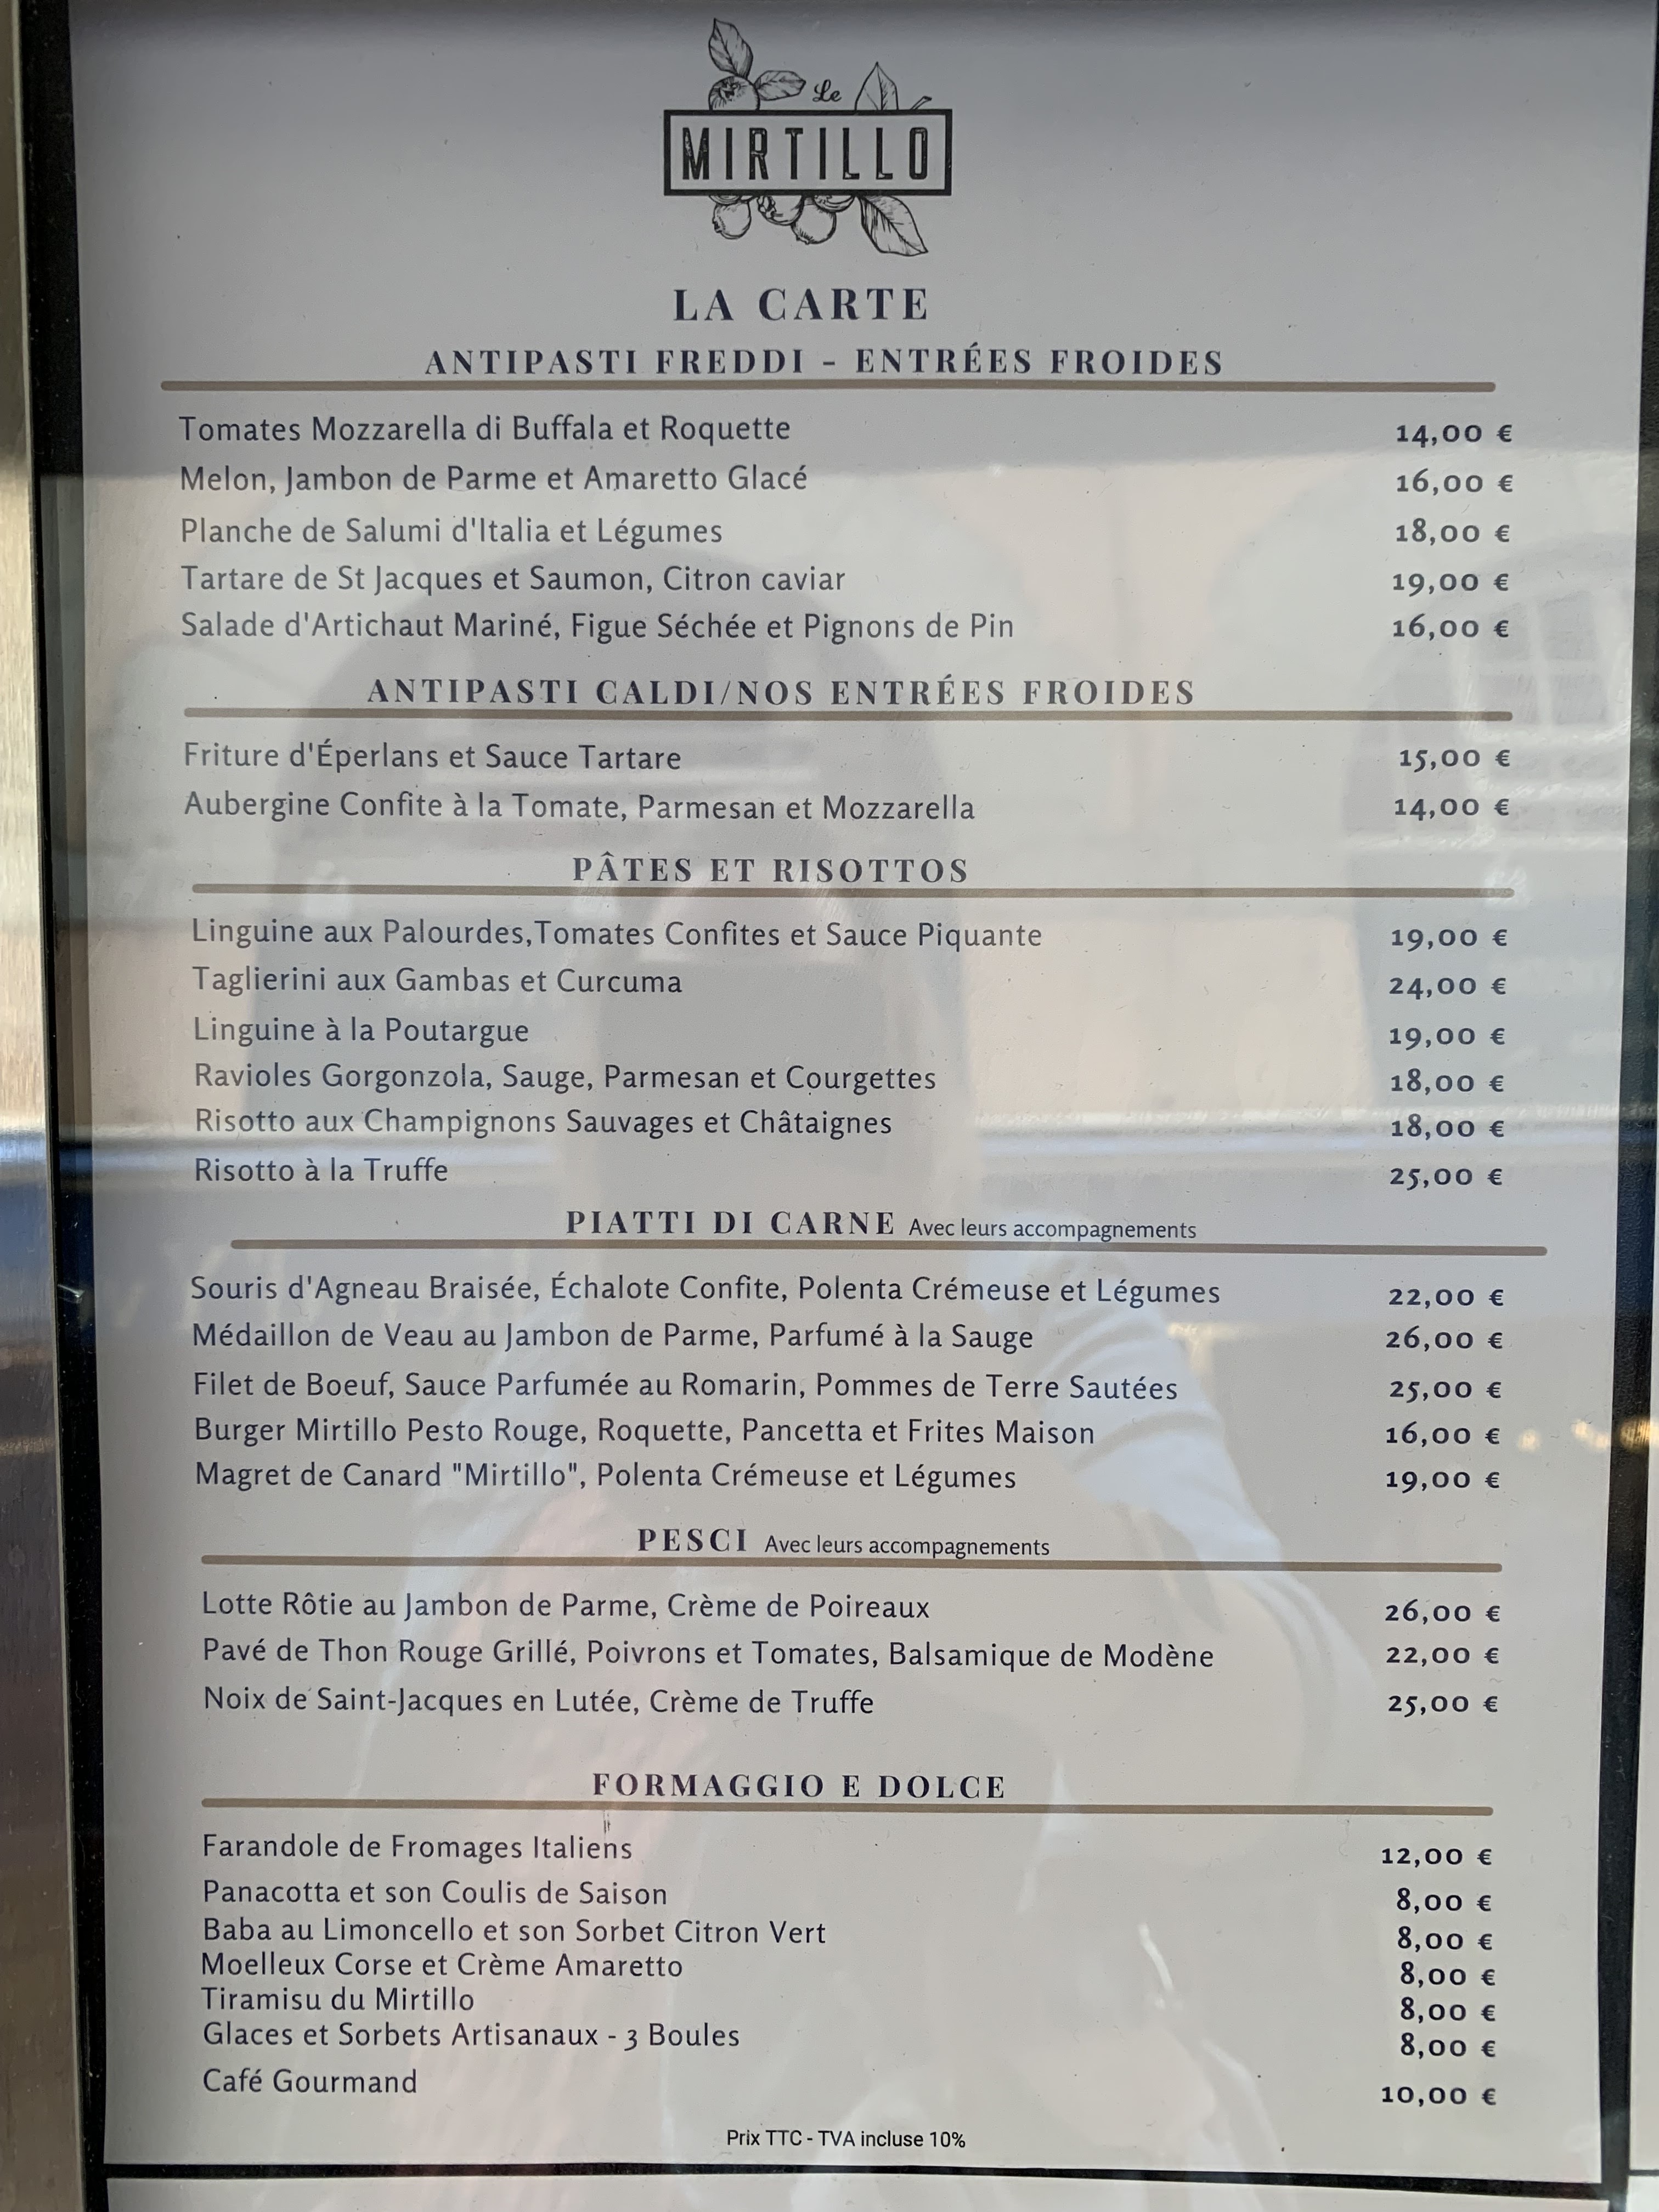 Le
MIRTILLO
LA CARTE
ANTIPASTI FREDDI - ENTRÉES FROIDES
Tomates Mozzarella di Buffala et Roquette 14,00 €
Melon, Jambon de Parme et Amaretto Glacé 16,00 €
Planche de Salumi d'Italia et Légumes 18,00 €
Tartare de St Jacques et Saumon, Citron caviar 19,00 €
Salade d'Artichaut Mariné, Figue Séchée et Pignons de Pin 16,00 €
ANTIPASTI CALDI/NOS ENTRÉES FROIDES
Friture d'Éperlans et Sauce Tartare 15,00 €
Aubergine Confite à la Tomate, Parmesan et Mozzarella 14,00 €
PÂTES ET RISOTTOS
Linguine aux Palourdes,Tomates Confites et Sauce Piquante 19,00 €
Taglierini aux Gambas et Curcuma 24,00 €
Linguine à la Poutargue 19,00 €
Ravioles Gorgonzola, Sauge, Parmesan et Courgettes 18,00 €
Risotto aux Champignons Sauvages et Châtaignes 18,00 €
Risotto à la Truffe 25,00 €
PIATTI DI CARNE Avec leurs accompagnements
Souris d'Agneau Braisée, Échalote Confite, Polenta Crémeuse et Légumes 22,00 €
Médaillon de Veau au Jambon de Parme, Parfumé à la Sauge 26,00 €
Filet de Boeuf, Sauce Parfumée au Romarin, Pommes de Terre Sautées 25,00 €
Burger Mirtillo Pesto Rouge, Roquette, Pancetta et Frites Maison 16,00 €
Magret de Canard "Mirtillo", Polenta Crémeuse et Légumes 19,00 €
PESCI Avec leurs accompagnements
Lotte Rôtie au Jambon de Parme, Crème de Poireaux 26,00 €
Pavé de Thon Rouge Grillé, Poivrons et Tomates, Balsamique de Modène 22,00 €
Noix de Saint-Jacques en Lutée, Crème de Truffe 25,00 €
FORMAGGIO E DOLCE
Farandole de Fromages Italiens 12,00 €
Panacotta et son Coulis de Saison 8,00 €
Baba au Limoncello et son Sorbet Citron Vert 8,00 €
Moelleux Corse et Crème Amaretto 8,00 €
Tiramisu du Mirtillo 8,00 €
Glaces et Sorbets Artisanaux - 3 Boules 8,00 €
Café Gourmand 10,00 €
Prix TTC - TVA incluse 10%